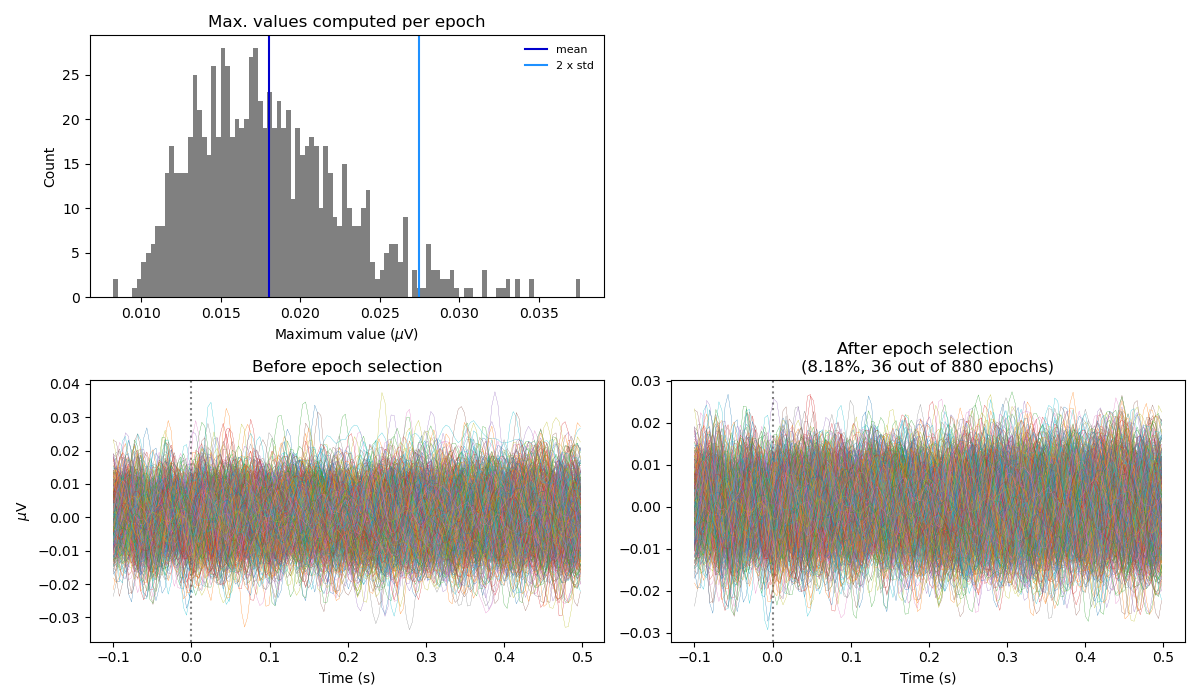 Max. values computed per epoch
mean
2 x std
Count
25
20
15
10
5
0
0.010 0.015 0.020 0.025 0.030 0.035
Maximum value (μV)
Before epoch selection
μV
0.04
0.03
0.02
0.01
0.00
−0.01
−0.02
−0.03
−0.1 0.0 0.1 0.2 0.3 0.4 0.5
Time (s)
After epoch selection
(8.18%, 36 out of 880 epochs)
0.03
0.02
0.01
0.00
−0.01
−0.02
−0.03
−0.1 0.0 0.1 0.2 0.3 0.4 0.5
Time (s)